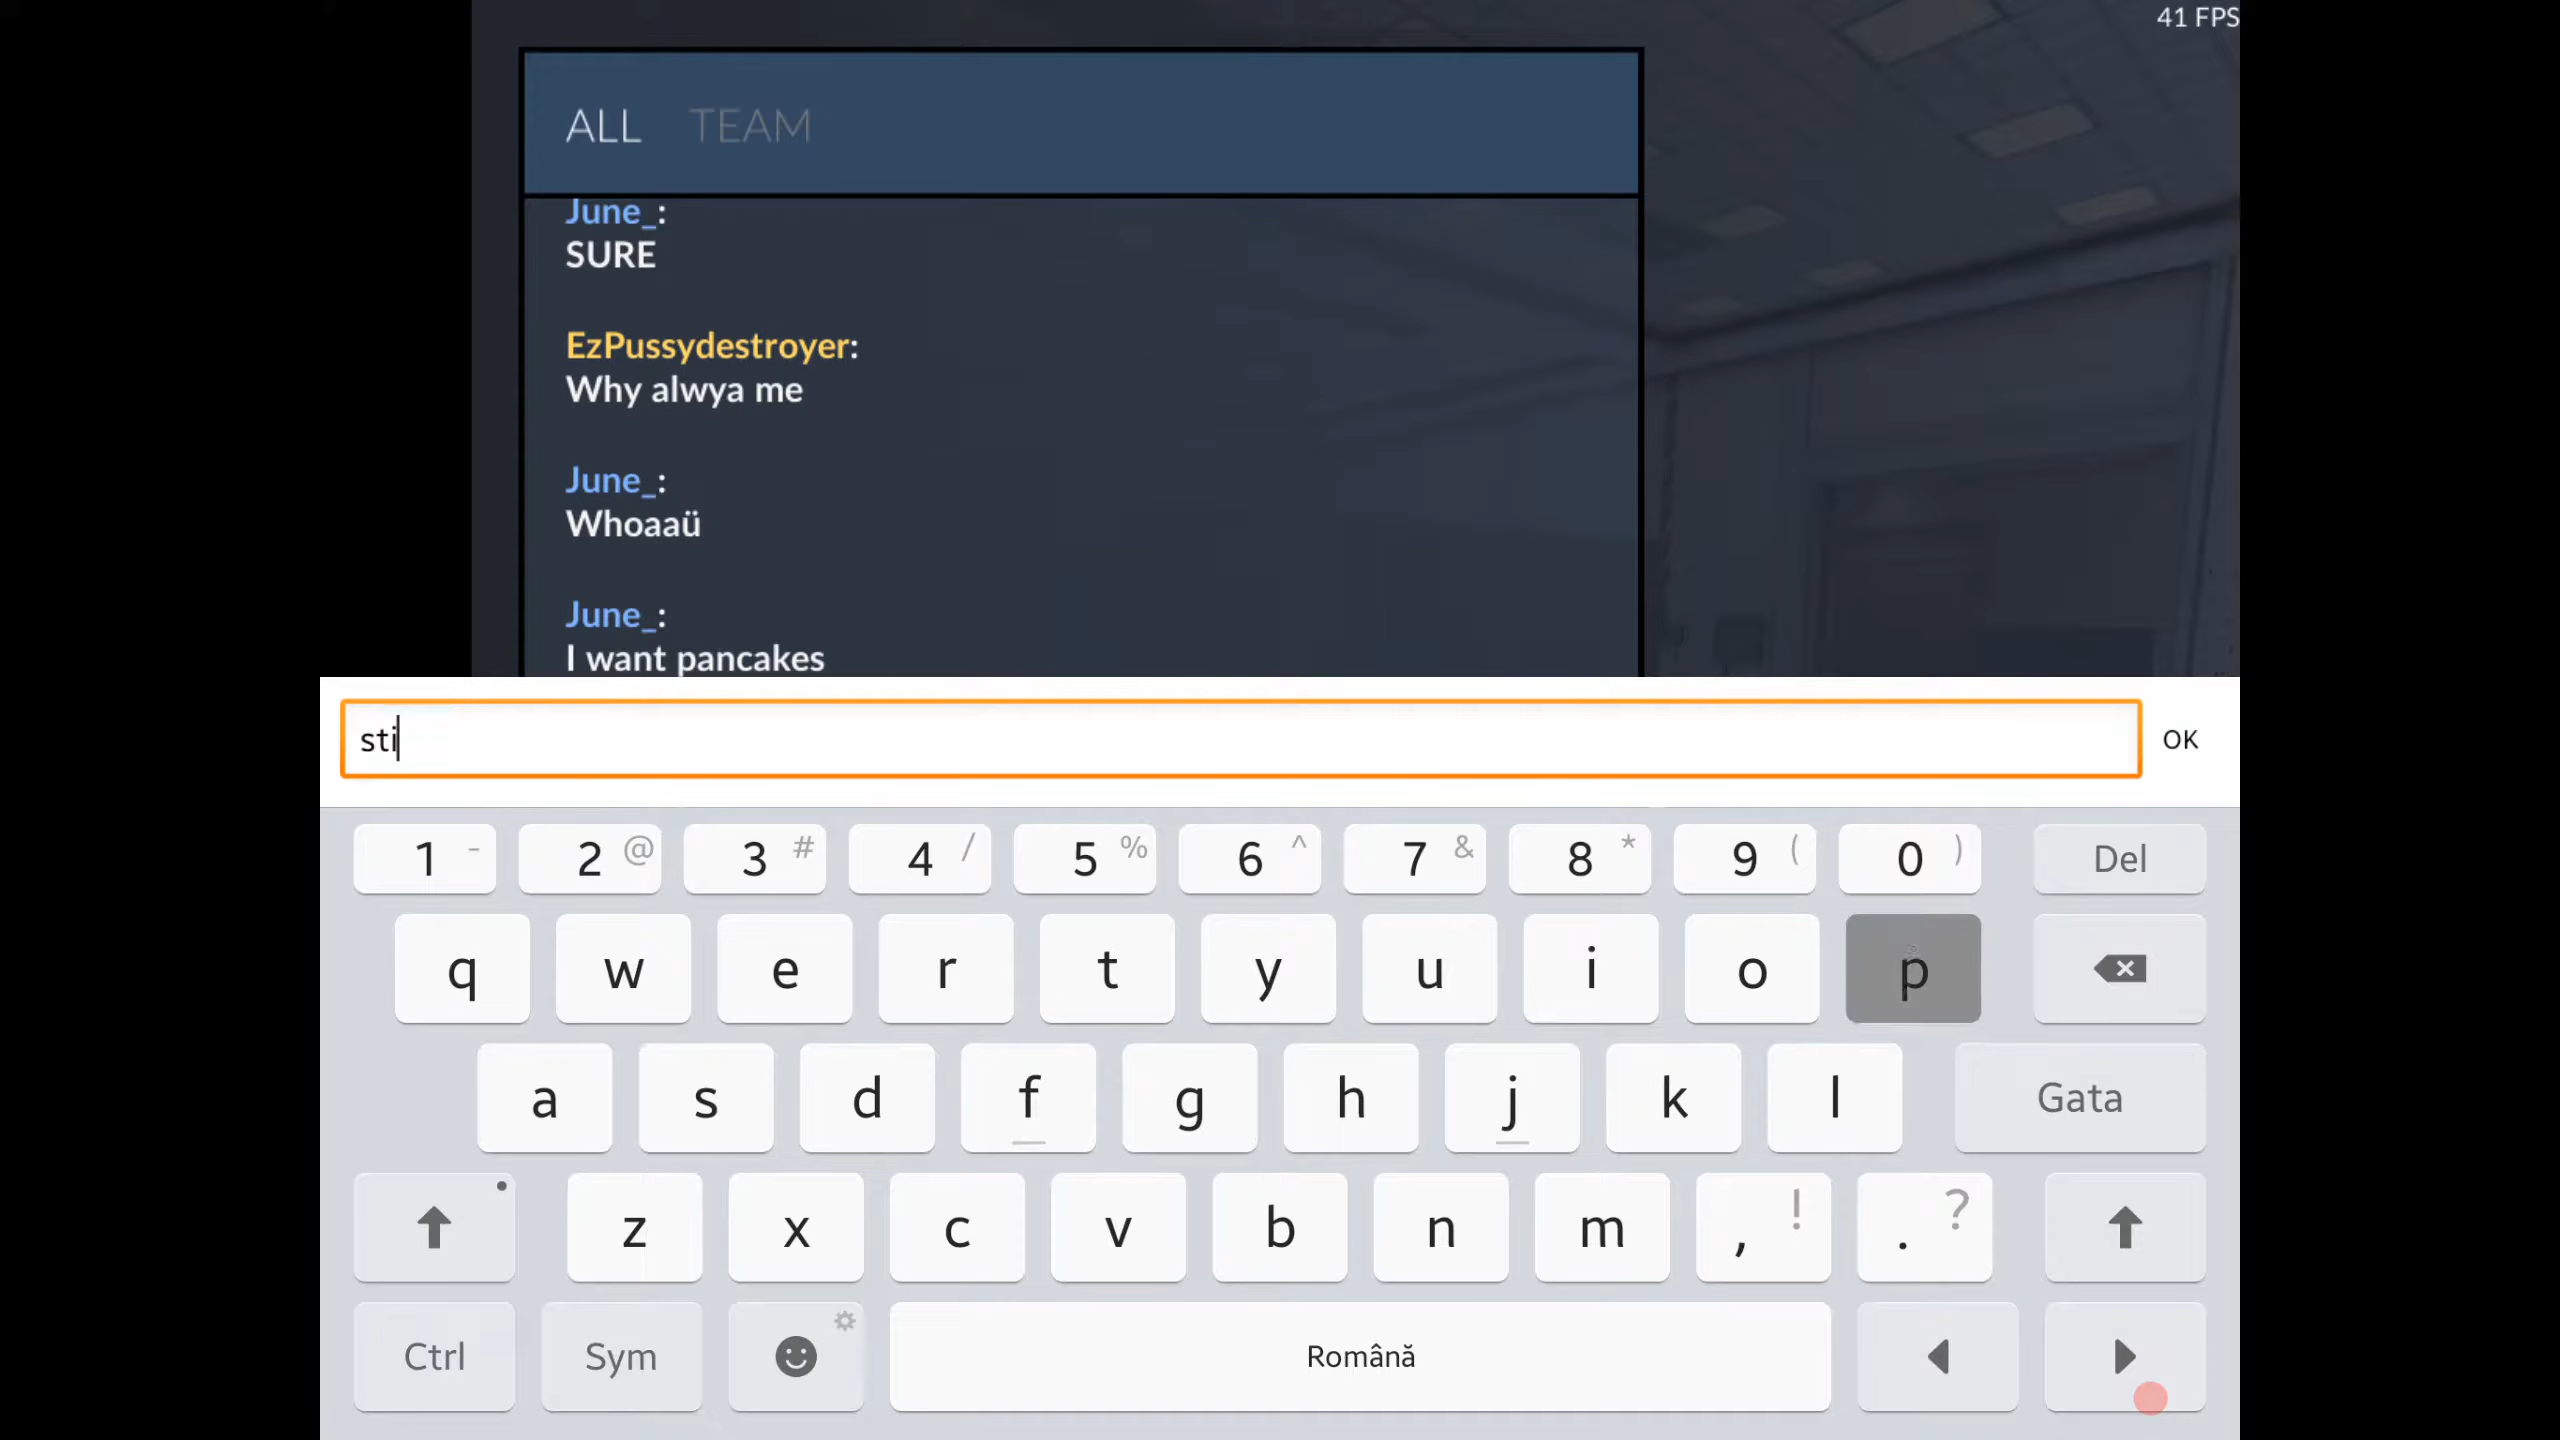 41 FPS
ALL TEAM
June_:
SURE
EzPussydestroyer:
Why alwya me
June_:
Whoaaü
June_:
I want pancakes
sti OK
1 - 2 @ 3 # 4 / 5 % 6 ^ 7 & 8 * 9 ( 0 ) Del
q w e r t y u i o p
a s d f g h j k l Gata
z x c v b n m , ! . ?
Ctrl Sym Română